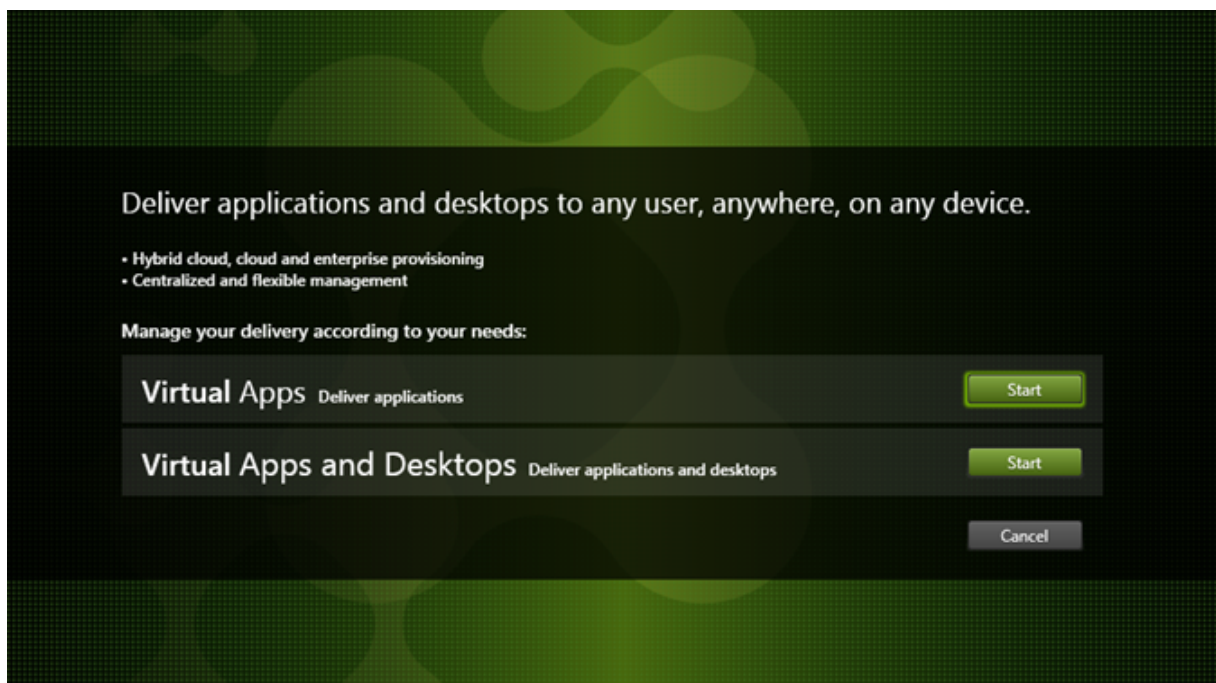 Deliver applications and desktops to any user, anywhere, on any device.
• Hybrid cloud, cloud and enterprise provisioning
• Centralized and flexible management
Manage your delivery according to your needs:
Virtual Apps Deliver applications Start
Virtual Apps and Desktops Deliver applications and desktops Start
Cancel